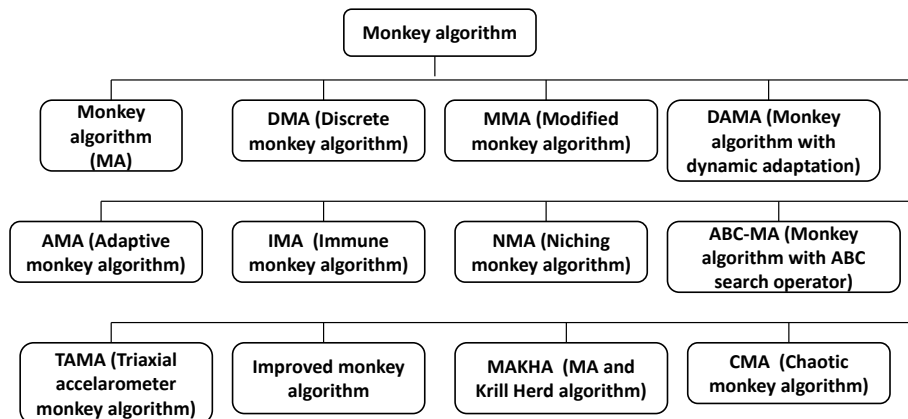 Monkey algorithm
Monkey
algorithm
(MA)
DMA (Discrete
monkey algorithm)
MMA (Modified
monkey algorithm)
DAMA (Monkey
algorithm with
dynamic adaptation)
AMA (Adaptive
monkey algorithm)
IMA (Immune
monkey algorithm)
NMA (Niching
monkey algorithm)
ABC-MA (Monkey
algorithm with ABC
search operator)
TAMA (Triaxial
accelarometer
monkey algorithm)
Improved monkey
algorithm
MAKHA (MA and
Krill Herd algorithm)
CMA (Chaotic
monkey algorithm)